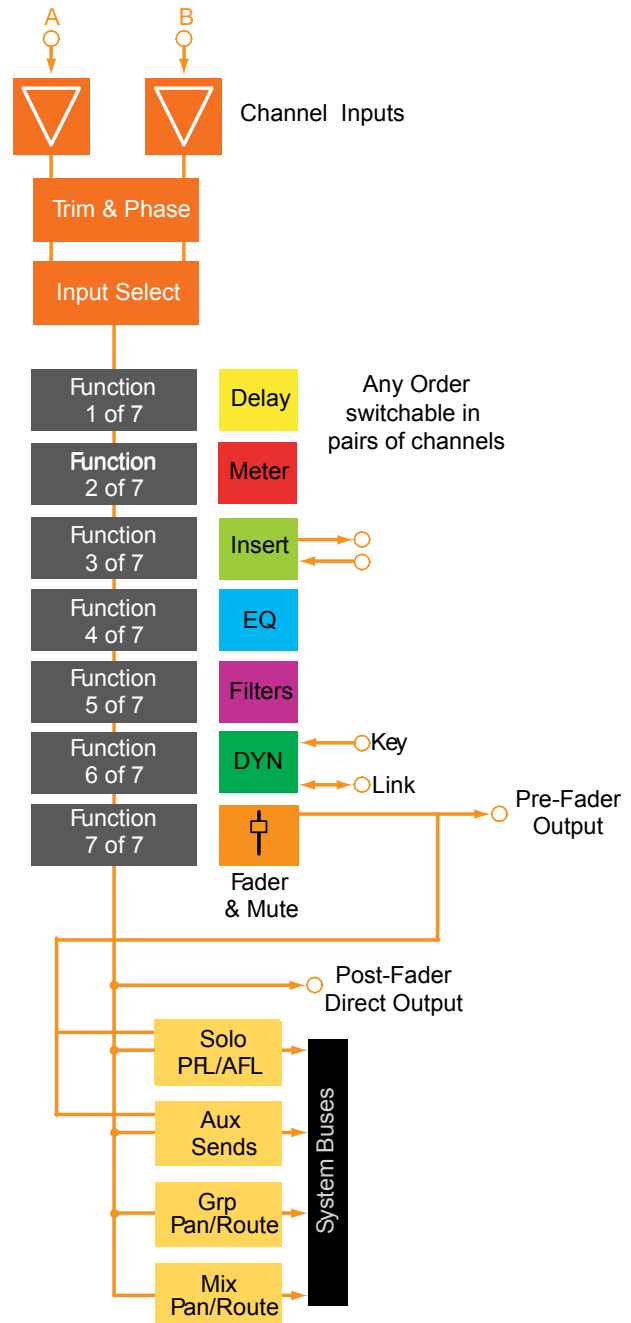 A
B
Channel Inputs
Trim & Phase
Input Select
Function
1 of 7
Delay
Any Order
switchable in
pairs of channels
Function
2 of 7
Meter
Function
3 of 7
Insert
Function
4 of 7
EQ
Function
5 of 7
Filters
Function
6 of 7
DYN
Key
Link
Function
7 of 7
Pre-Fader
Output
Fader
& Mute
Post-Fader
Direct Output
Solo
PFL/AFL
Aux
Sends
Grp
Pan/Route
Mix
Pan/Route
System Buses